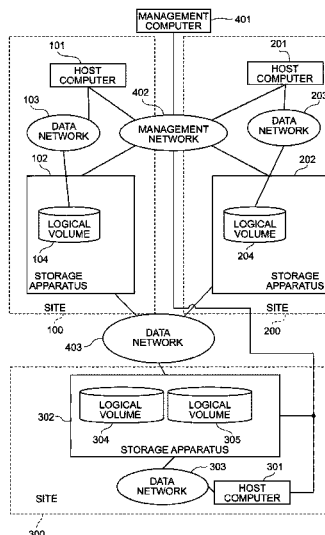 MANAGEMENT
COMPUTER
401
101
HOST
COMPUTER
201
HOST
COMPUTER
103
402
203
DATA
NETWORK
MANAGEMENT
NETWORK
DATA
NETWORK
102
202
LOGICAL
VOLUME
104
LOGICAL
VOLUME
204
STORAGE
APPARATUS
STORAGE
APPARATUS
SITE
100
SITE
200
DATA
NETWORK
403
302
LOGICAL
VOLUME
304
LOGICAL
VOLUME
305
STORAGE APPARATUS
303
301
DATA
NETWORK
HOST
COMPUTER
SITE
300